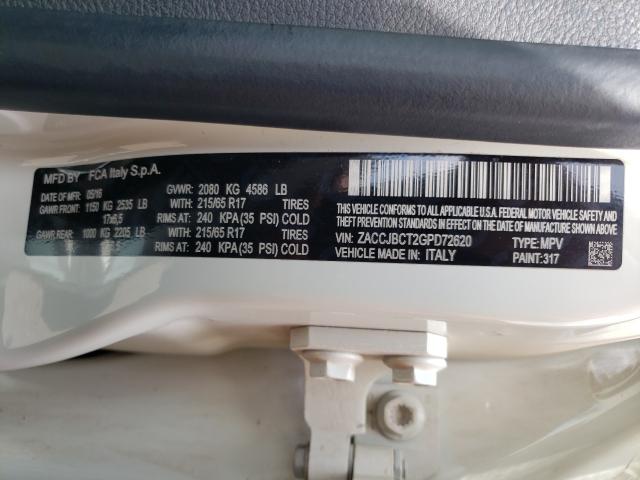 MFD BY FCA Italy S.p.A.
DATE OF MFR: 05/16 GVWR: 2080 KG 4586 LB
GAWR FRONT: 1150 KG 2535 LB WITH: 215/65 R17 TIRES
17x6,5 RIMS AT: 240 KPA (35 PSI) COLD
GAWR REAR: 1000 KG 2205 LB WITH: 215/65 R17 TIRES
RIMS AT: 240 KPA (35 PSI) COLD
THIS VEHICLE CONFORMS TO ALL APPLICABLE U.S.A. FEDERAL MOTOR VEHICLE SAFETY AND
THEFT PREVENTION STANDARDS IN EFFECT ON THE DATE OF MANUFACTURE SHOWN ABOVE
VIN: ZACCJBCT2GPD72620 TYPE: MPV
VEHICLE MADE IN: ITALY PAINT:317